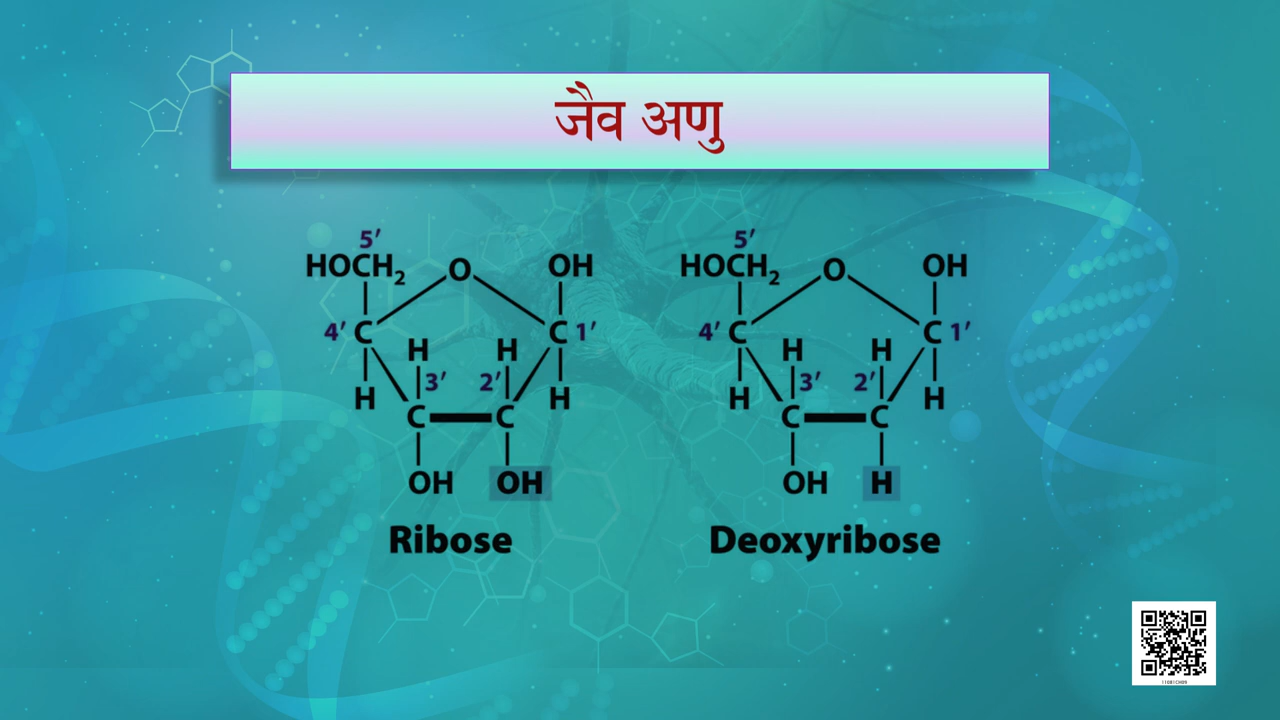 जैव अणु
5′ 5′
HOCH₂ O OH HOCH₂ O OH
4′ C C 1′ 4′ C C 1′
H H H H
3′ 2′ 3′ 2′
H H H H
C C C C
OH OH OH H
Ribose Deoxyribose